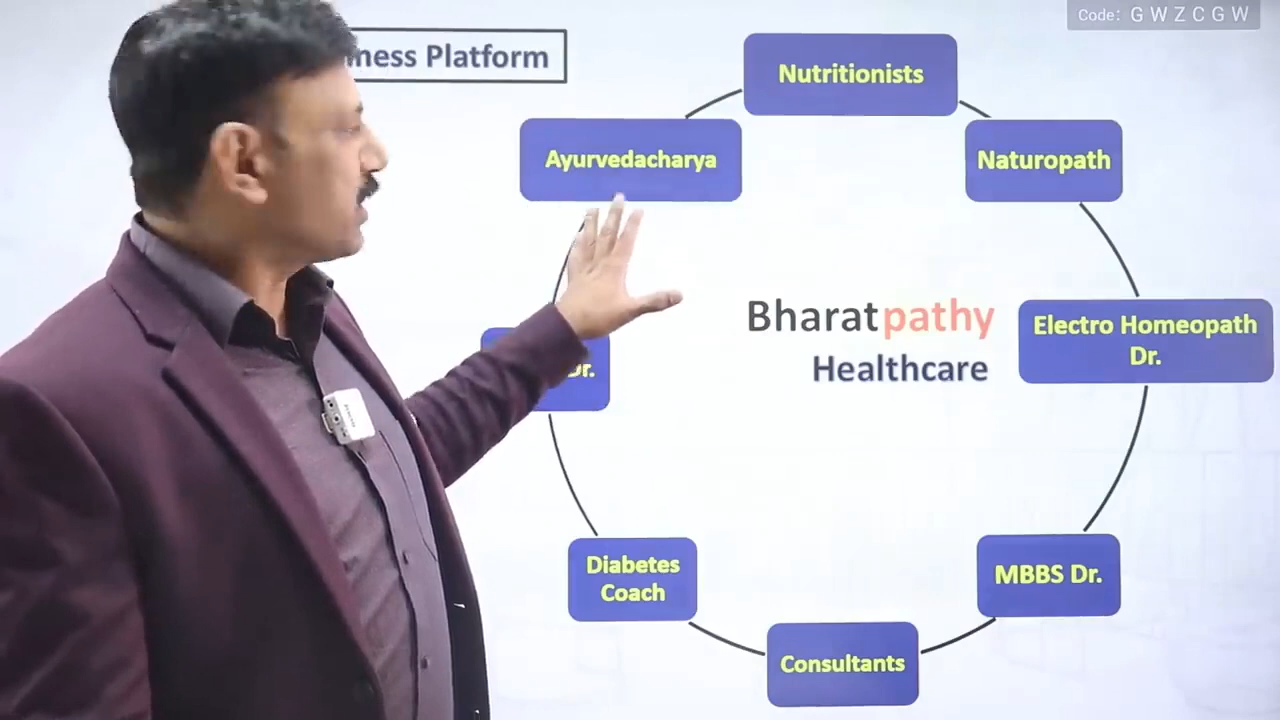 Code: G W Z C G W
ness Platform
Nutritionists
Ayurvedacharya
Naturopath
Bharatpathy
Healthcare
Electro Homeopath
Dr.
Dr.
Diabetes
Coach
MBBS Dr.
Consultants